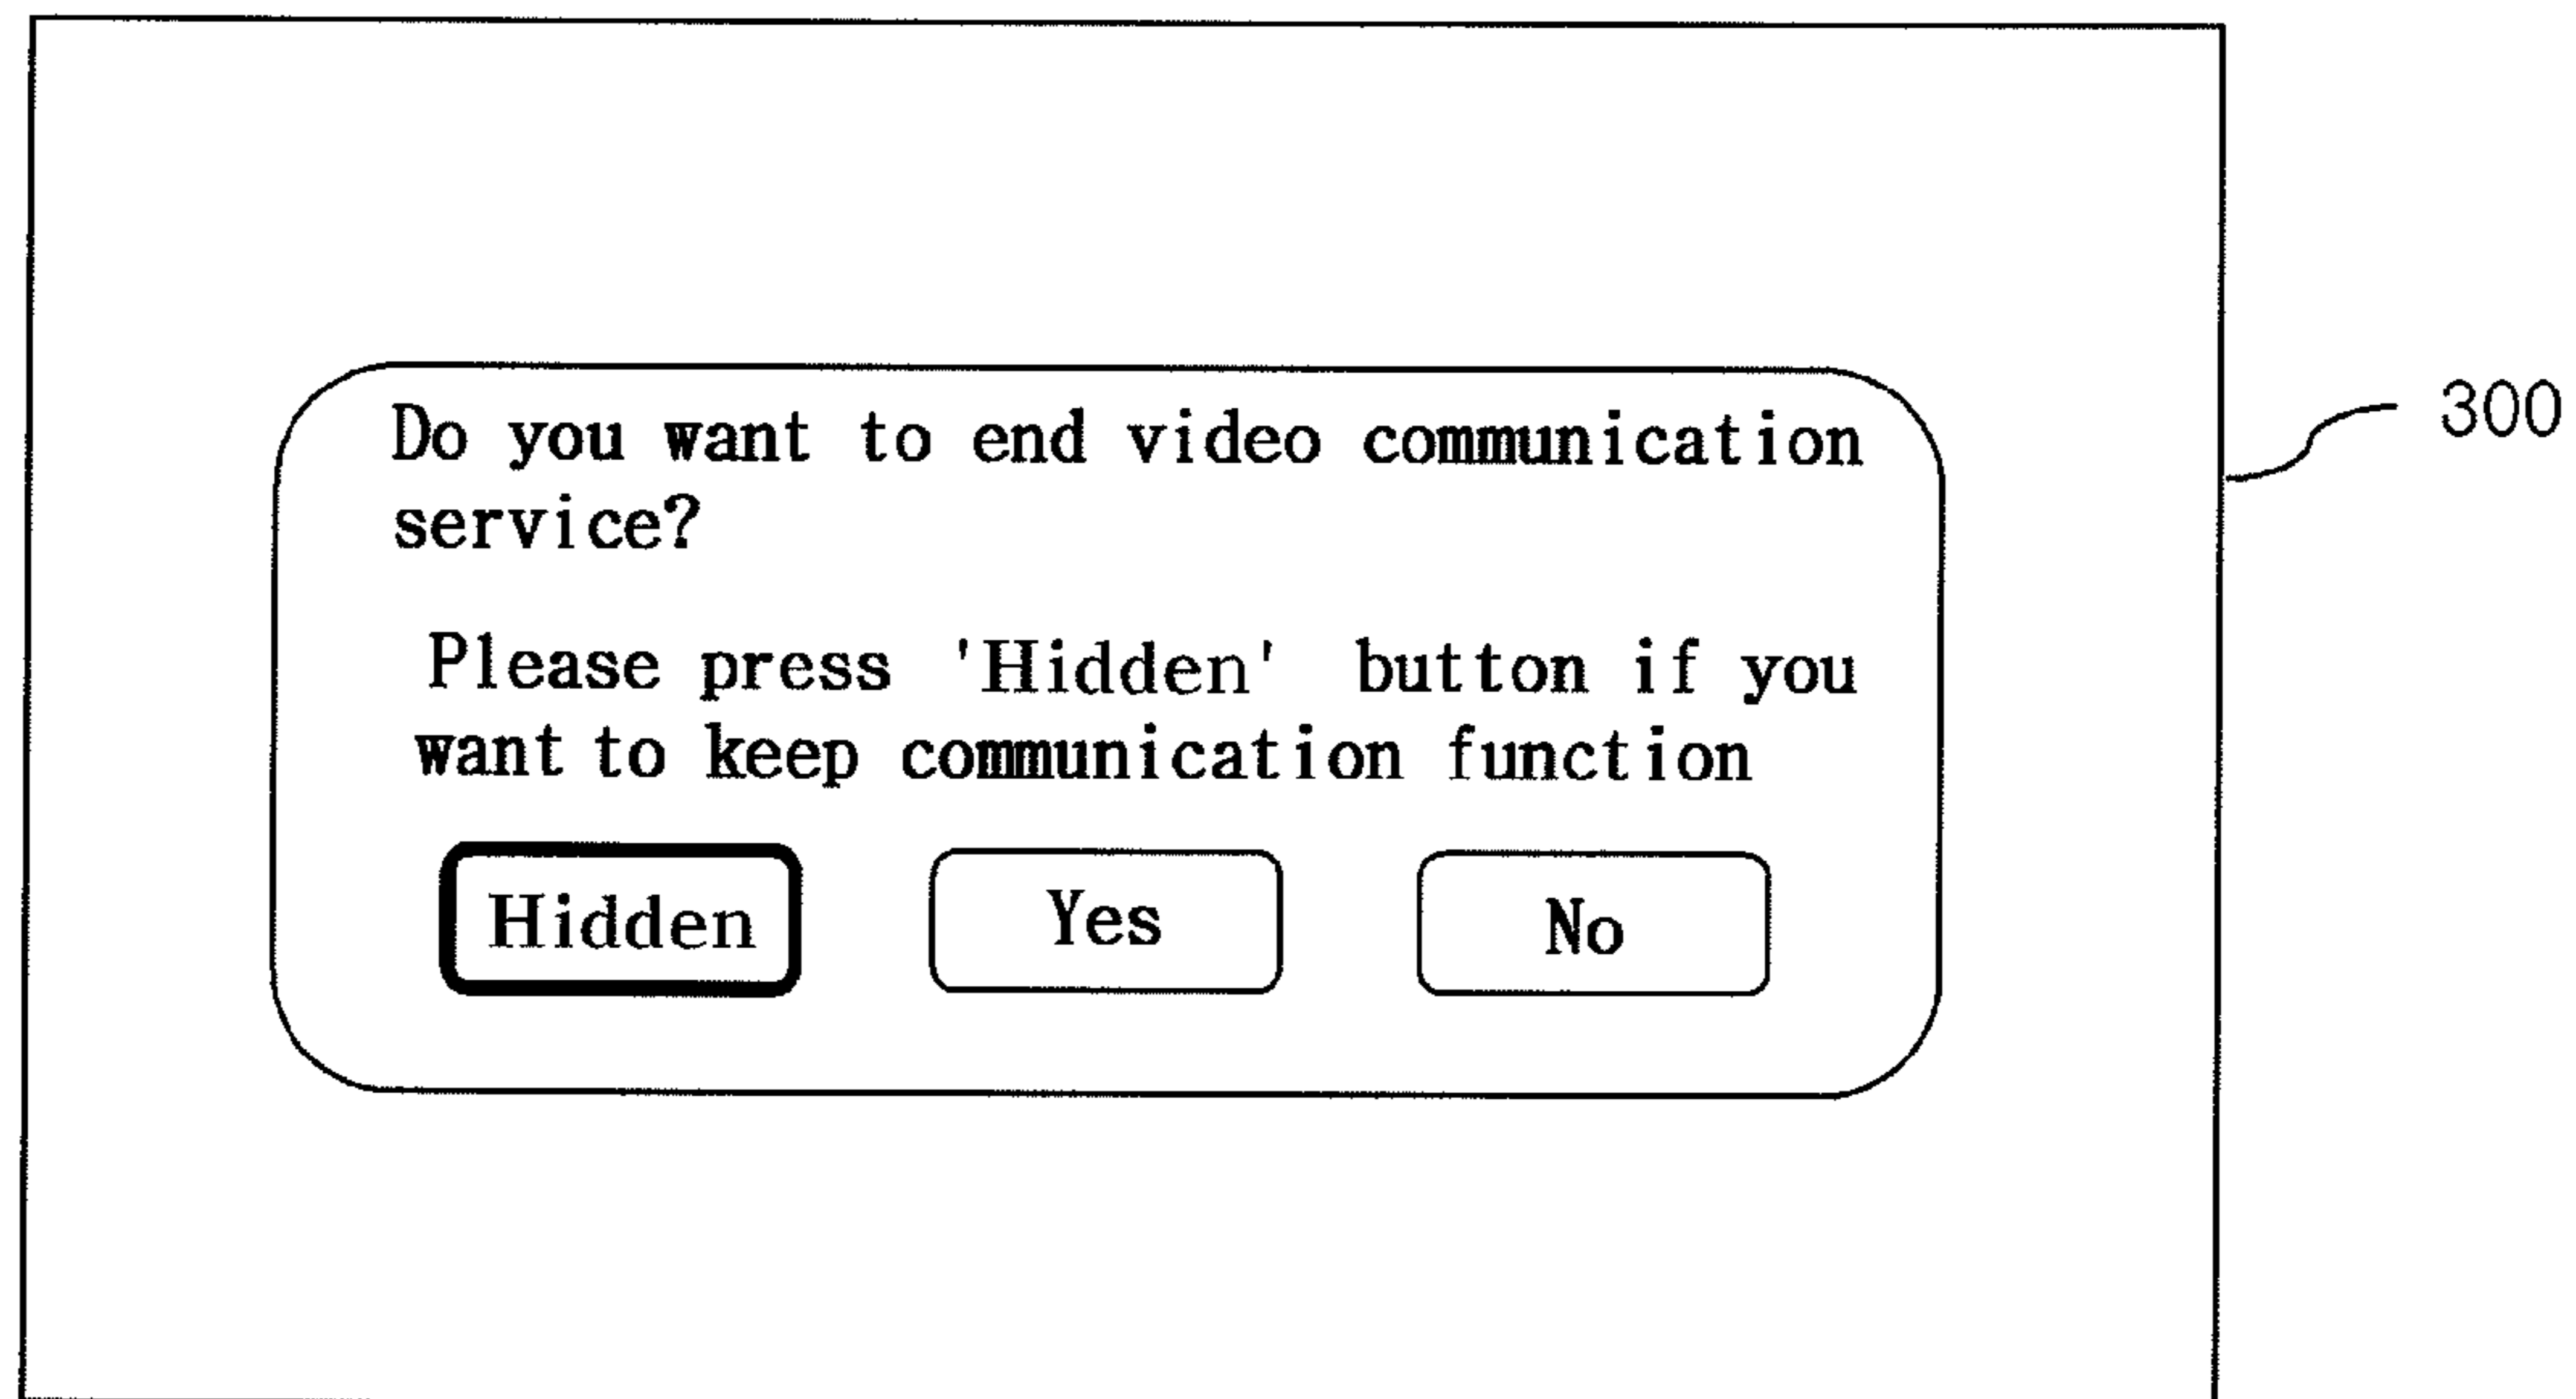 Do you want to end video communication
service?
Please press 'Hidden' button if you
want to keep communication function
Hidden Yes No
300